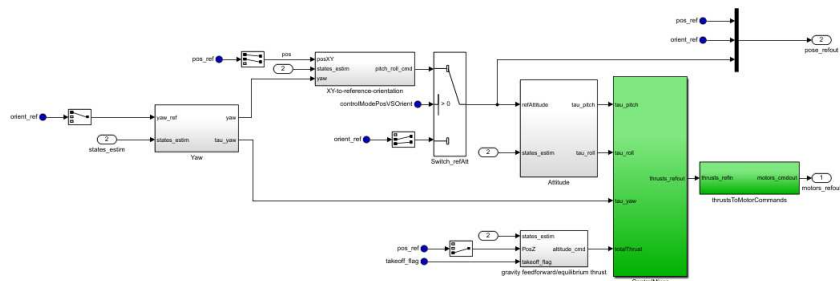 pos_ref
orient_ref
2
pose_refout
pos_ref
pos
posXY
states_estim
yaw
pitch_roll_cmd
2
XY-to-reference-orientation
controlModePosVSOrient
> 0
orient_ref
Switch_refAtt
orient_ref
2
states_estim
yaw_ref
states_estim
yaw
tau_yaw
Yaw
refAttitude
states_estim
tau_pitch
tau_roll
2
Attitude
tau_pitch
tau_roll
tau_yaw
totalThrust
thrusts_refout
thrusts_refin
motors_cmdout
thrustsToMotorCommands
1
motors_refout
2
pos_ref
takeoff_flag
states_estim
PosZ
takeoff_flag
altitude_cmd
gravity feedforward/equilibrium thrust